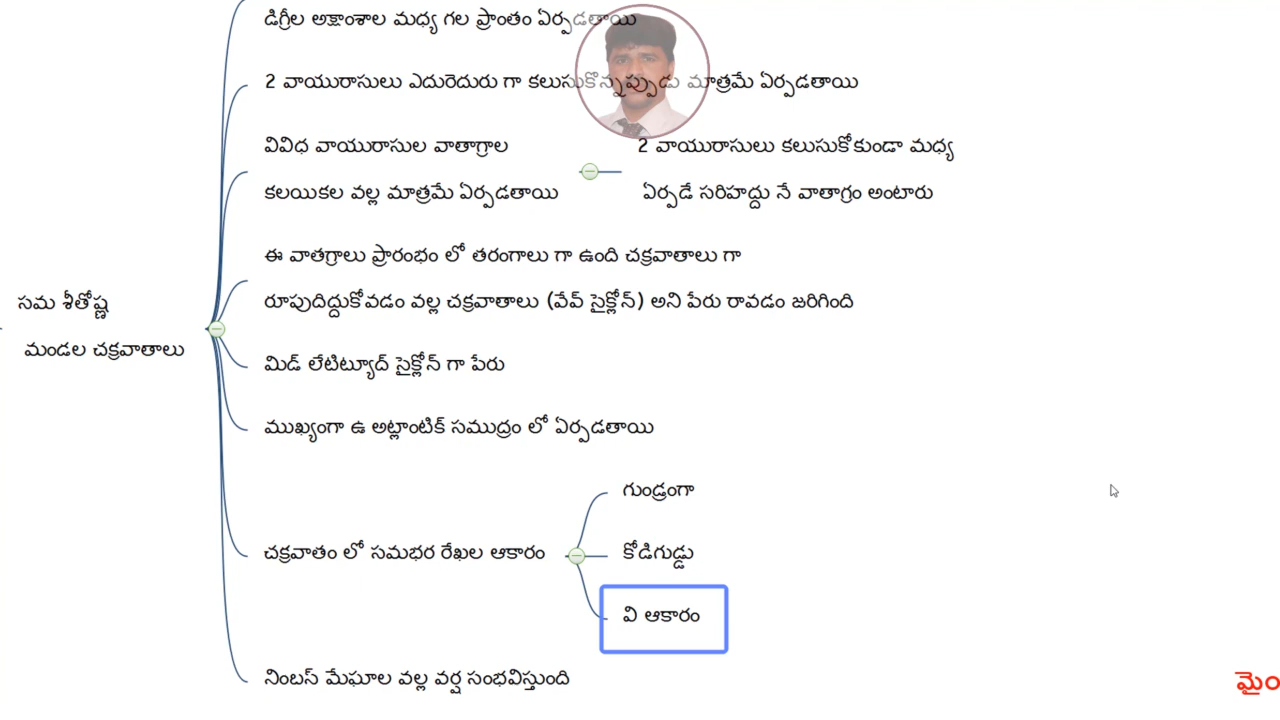 డిగ్రీల అక్షాంశాల మధ్య గల ప్రాంతం ఏర్పడతాయి
2 వాయురాసులు ఎదురెదురు గా కలుసుకొన్నప్పుడు మాత్రమే ఏర్పడతాయి
వివిధ వాయురాసుల వాతాగ్రాల
కలయికల వల్ల మాత్రమే ఏర్పడతాయి
2 వాయురాసులు కలుసుకోకుండా మధ్య
ఏర్పడే సరిహద్దు నే వాతాగ్రం అంటారు
ఈ వాతగ్రాలు ప్రారంభం లో తరంగాలు గా ఉంది చక్రవాతాలు గా
రూపుదిద్దుకోవడం వల్ల చక్రవాతాలు (వేవ్ సైక్లోన్) అని పేరు రావడం జరిగింది
సమ శీతోష్ణ
మండల చక్రవాతాలు
మిడ్ లేటిట్యూద్ సైక్లోన్ గా పేరు
ముఖ్యంగా ఉ అట్లాంటిక్ సముద్రం లో ఏర్పడతాయి
చక్రవాతం లో సమభర రేఖల ఆకారం
గుండ్రంగా
కోడిగుడ్డు
వి ఆకారం
నింబస్ మేఘాల వల్ల వర్ష సంభవిస్తుంది
మైం